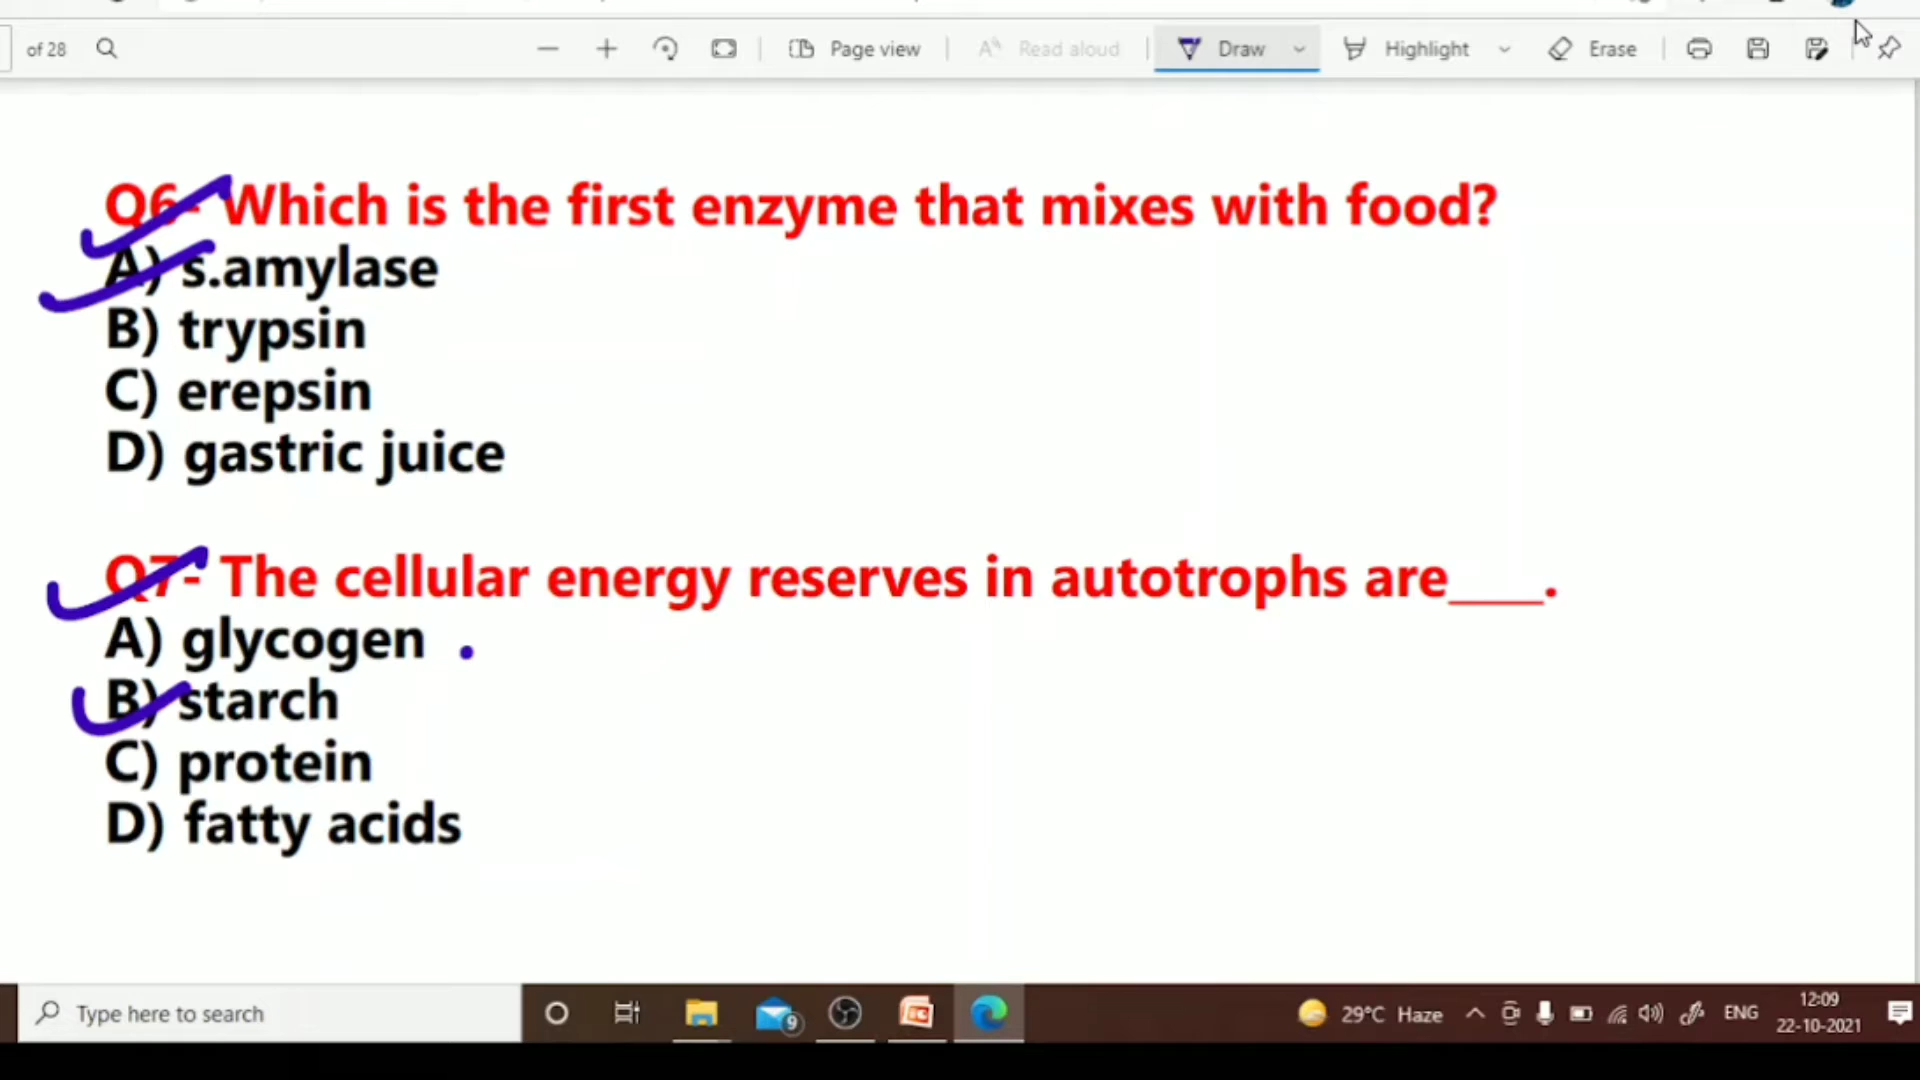 of 28 Page view Read aloud Draw Highlight Erase
Q6- Which is the first enzyme that mixes with food?
A) s.amylase
B) trypsin
C) erepsin
D) gastric juice
Q7- The cellular energy reserves in autotrophs are____.
A) glycogen .
B) starch
C) protein
D) fatty acids
Type here to search 9 29°C Haze ENG 12:09
22-10-2021